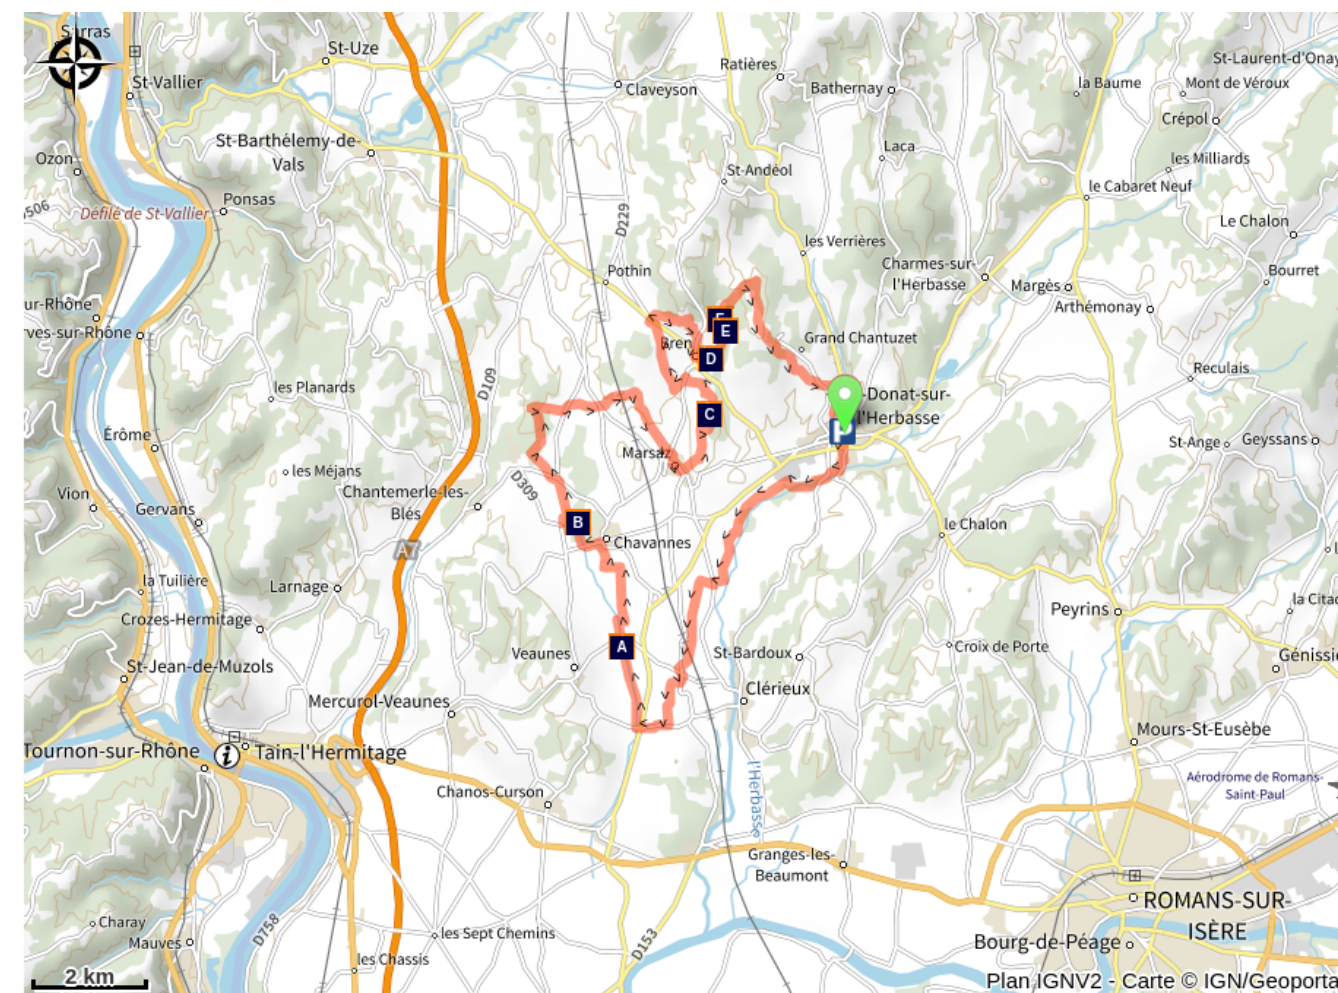 Sarras
St-Uze
Ratières
St-Laurent-d'Onay
St-Vallier
Claveyson
Bathernay
la Baume
Mont de Véroux
Crépol
St-Barthélemy-de-
Vals
Laca
les Milliards
Ozon
St-Andéol
le Cabaret Neuf
Ponsas
Défilé de St-Vallier
D229
Le Chalon
les Verrières
Charmes-sur-
l'Herbasse
Pothin
Bourret
Margès
Arthémonay
ur-Rhône
rves-sur-Rhône
E
Bren
D
Grand Chantuzet
Reculais
les Planards
D109
-Donat-sur-
l'Herbasse
C
P
Érôme
Marsaz
St-Ange
Geyssans
les Méjans
D309
Vion
Chantemerle-les-
Blés
Gervans
B
le Chalon
Chavannes
A7
la Tuilière
Larnage
Peyrins
la Citad
Crozes-Hermitage
A
Veaunes
St-Bardoux
Croix de Porte
Génissie
St-Jean-de-Muzols
Clérieux
Mercurol-Veaunes
Mours-St-Eusèbe
Tournon-sur-Rhône
i
Tain-l'Hermitage
l'Herbasse
Aérodrome de Romans-
Saint-Paul
Chanos-Curson
Granges-les-
Beaumont
ROMANS-SUR-
ISÈRE
Charay
Mauves
D758
les Sept Chemins
D153
Bourg-de-Péage
les Chassis
2 km
Plan IGNV2 - Carte © IGN/Geoporta